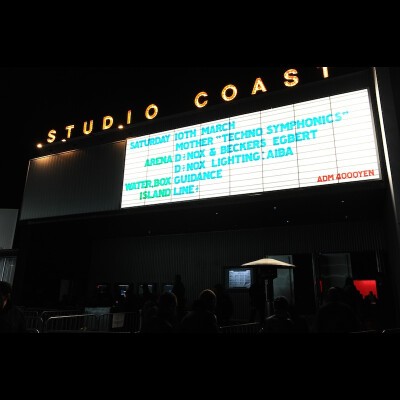 STUDIO COAST
SATURDAY 10TH MARCH
MOTHER "TECHNO SYMPHONICS"
ARENA D-NOX & BECKERS EGBERT
D-NOX LIGHTING: AIBA
WATER, BOX GUIDANCE
ISLAND LINE+
ADM 4000YEN